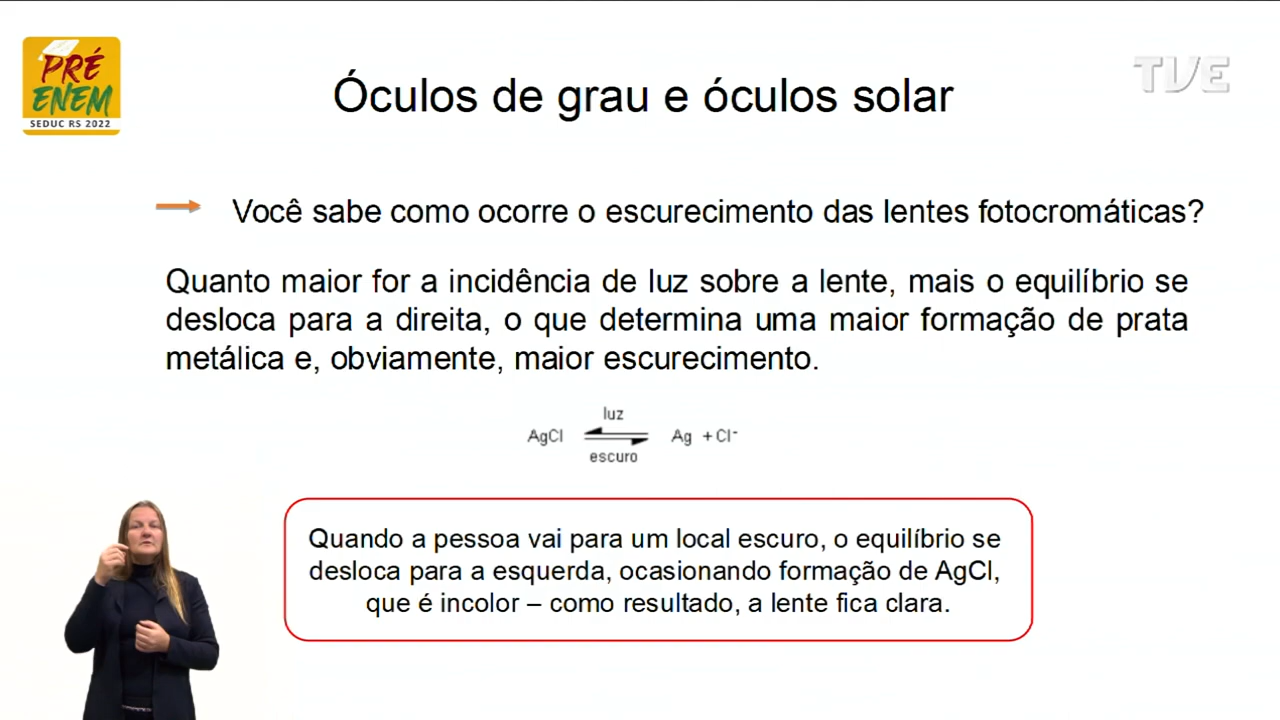 PRÉ
ENEM
SEDUC RS 2022
TVE
Óculos de grau e óculos solar
Você sabe como ocorre o escurecimento das lentes fotocromáticas?
Quanto maior for a incidência de luz sobre a lente, mais o equilíbrio se
desloca para a direita, o que determina uma maior formação de prata
metálica e, obviamente, maior escurecimento.
luz
AgCl ⇌ Ag + Cl⁻
escuro
Quando a pessoa vai para um local escuro, o equilíbrio se
desloca para a esquerda, ocasionando formação de AgCl,
que é incolor – como resultado, a lente fica clara.